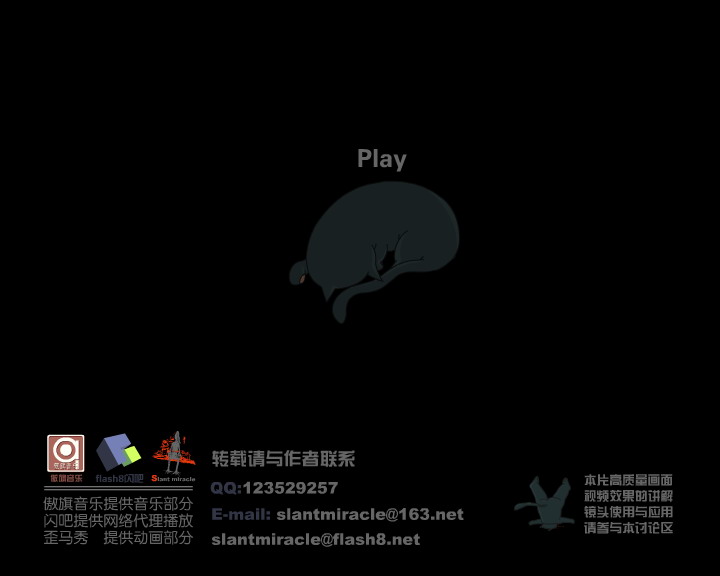 Play
傲旗音乐
flash8闪吧
Slant miracle
转载请与作者联系
QQ:123529257
E-mail: slantmiracle@163.net
slantmiracle@flash8.net
傲旗音乐提供音乐部分
闪吧提供网络代理播放
歪马秀 提供动画部分
本片高质量画面
视频效果的讲解
镜头使用与应用
请参与本讨论区